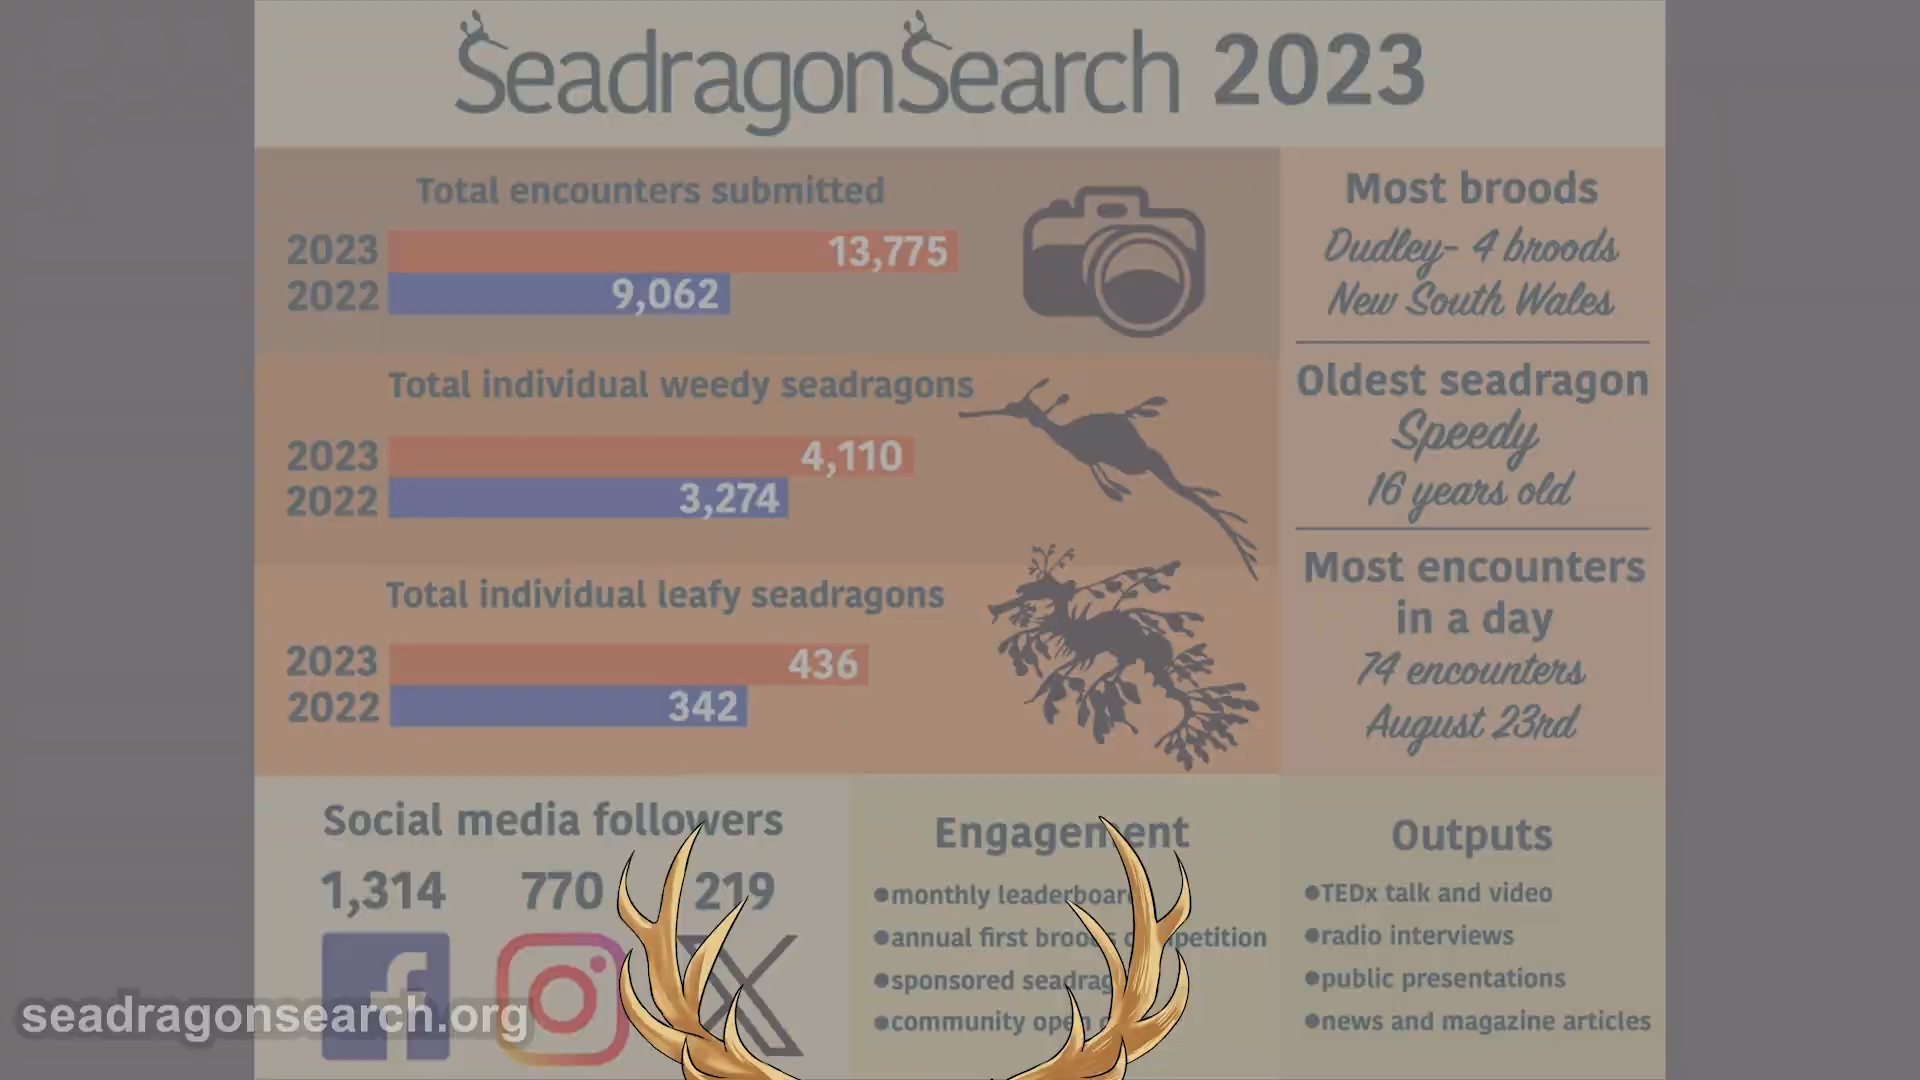 SeadragonSearch 2023
Total encounters submitted
2023 13,775
2022 9,062
Total individual weedy seadragons
2023 4,110
2022 3,274
Total individual leafy seadragons
2023 436
2022 342
Most broods
Dudley- 4 broods
New South Wales
Oldest seadragon
Speedy
16 years old
Most encounters
in a day
74 encounters
August 23rd
Social media followers
1,314 770 219
Engagement
•monthly leaderboard
•annual first broods competition
•sponsored
•community open
Outputs
•TEDx talk and video
•radio interviews
•public presentations
•news and magazine articles
seadragonsearch.org